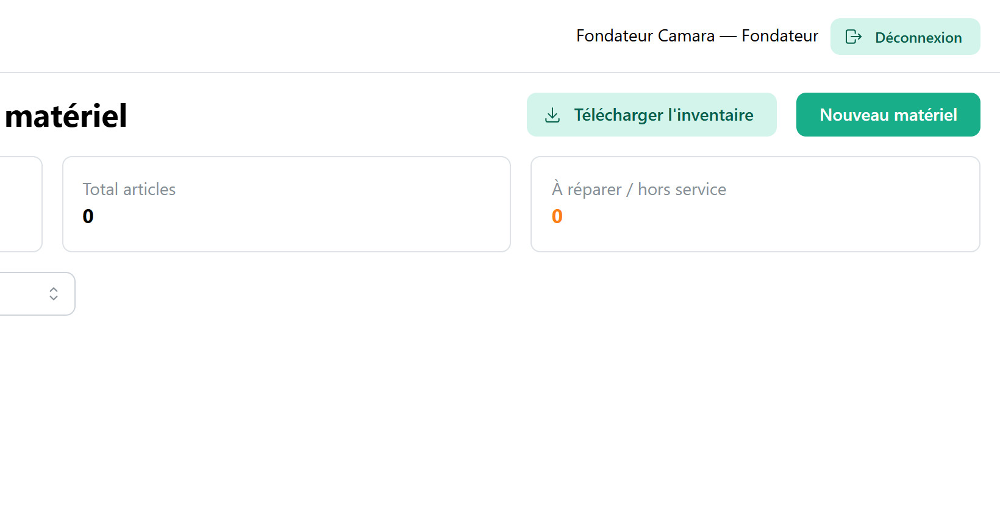 Fondateur Camara — Fondateur
Déconnexion
matériel
Télécharger l'inventaire
Nouveau matériel
Total articles
0
À réparer / hors service
0